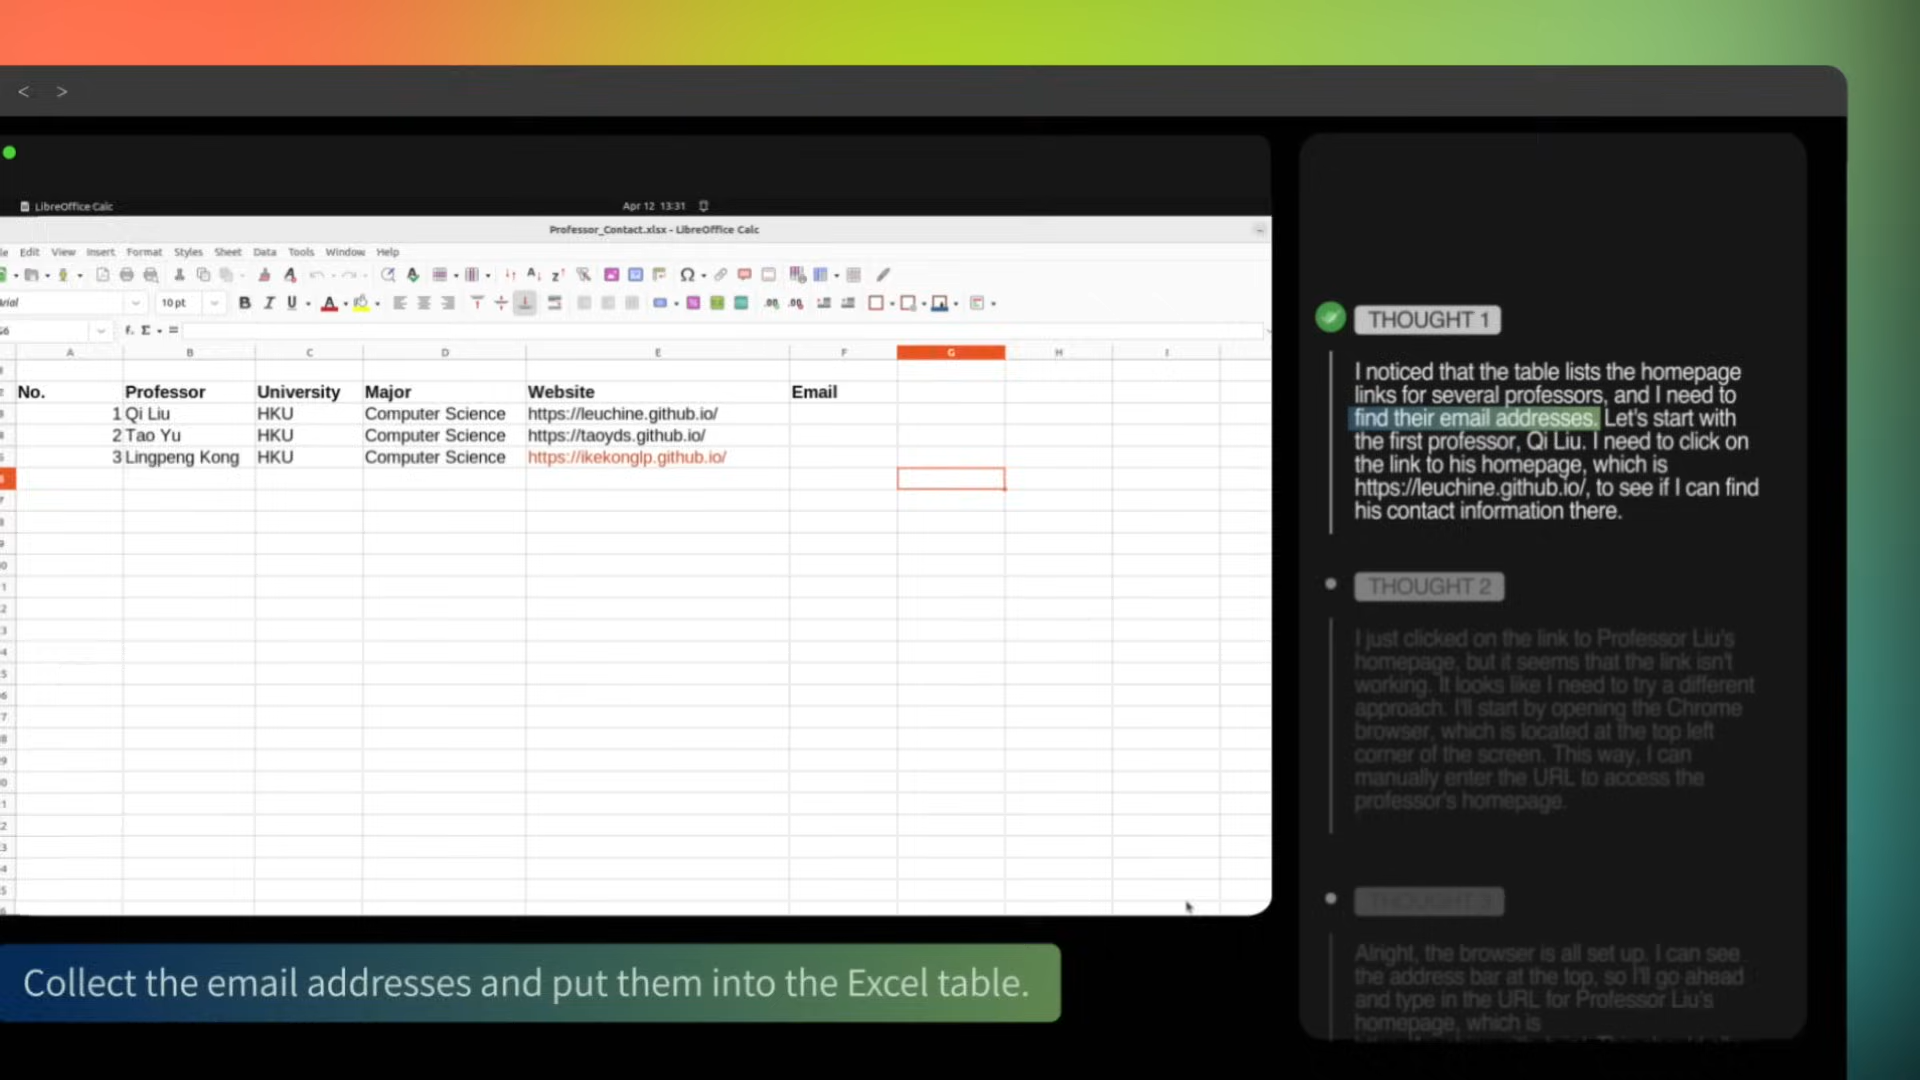 < >
LibreOffice Calc
Apr 12 13:31
Professor_Contact.xlsx - LibreOffice Calc
Edit View Insert Format Styles Sheet Data Tools Window Help
10 pt
A B C D E F G H I
No. Professor University Major Website Email
1 Qi Liu HKU Computer Science https://leuchine.github.io/
2 Tao Yu HKU Computer Science https://taoyds.github.io/
3 Lingpeng Kong HKU Computer Science https://ikekonglp.github.io/
Collect the email addresses and put them into the Excel table.
THOUGHT 1
I noticed that the table lists the homepage
links for several professors, and I need to
find their email addresses. Let's start with
the first professor, Qi Liu. I need to click on
the link to his homepage, which is
https://leuchine.github.io/, to see if I can find
his contact information there.
THOUGHT 2
I just clicked on the link to Professor Liu's
homepage, but it seems that the link isn't
working. It looks like I need to try a different
approach. I'll start by opening the Chrome
browser, which is located at the top left
corner of the screen. This way, I can
manually enter the URL to access the
professor's homepage.
THOUGHT 3
Alright, the browser is all set up. I can see
the address bar at the top, so I'll go ahead
and type in the URL for Professor Liu's
homepage, which is